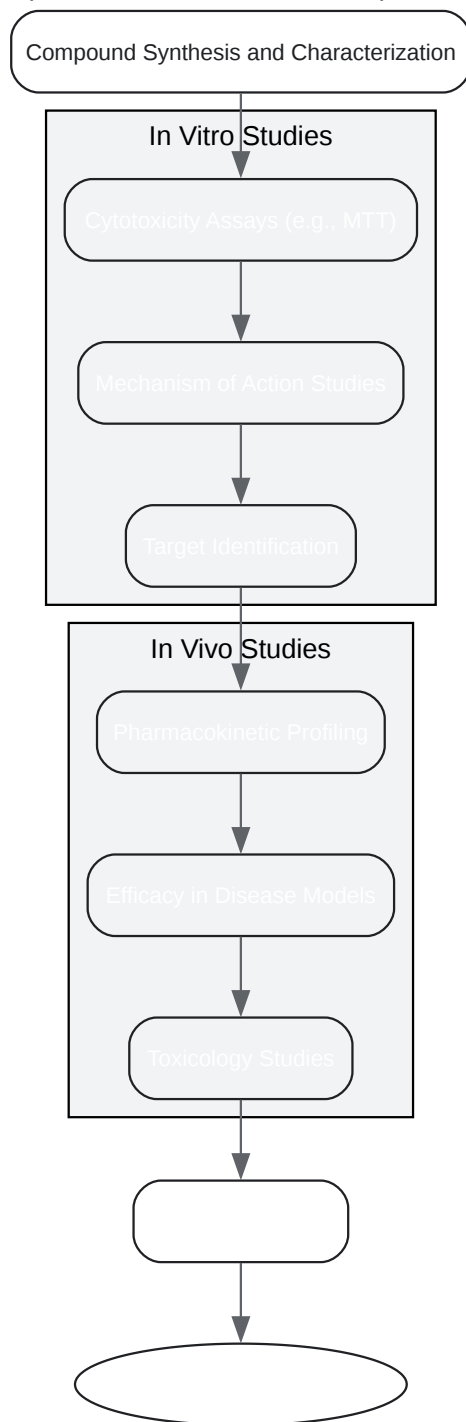 Compound Synthesis and Characterization
In Vitro Studies
Cytotoxicity Assays (e.g., MTT)
Mechanism of Action Studies
Target Identification
In Vivo Studies
Pharmacokinetic Profiling
Efficacy in Disease Models
Toxicology Studies